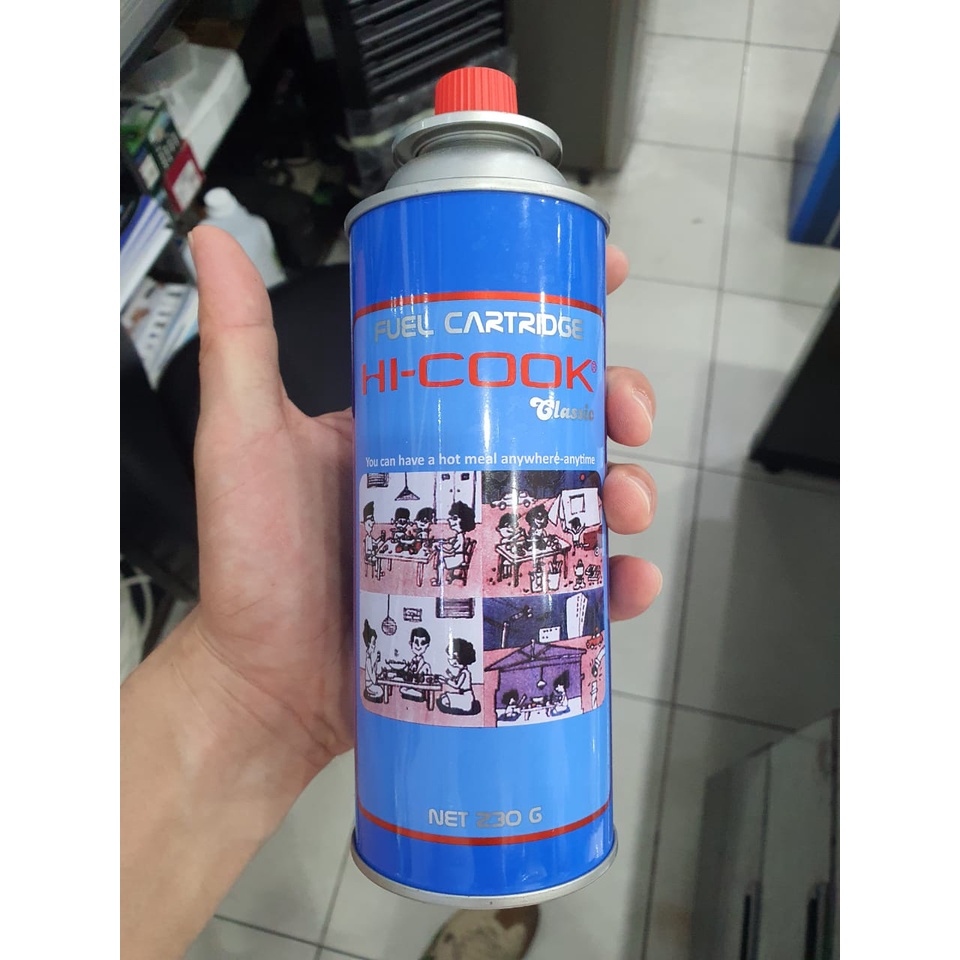 FUEL CARTRIDGE
HI-COOK®
Classic
You can have a hot meal anywhere-anytime
NET 230 G